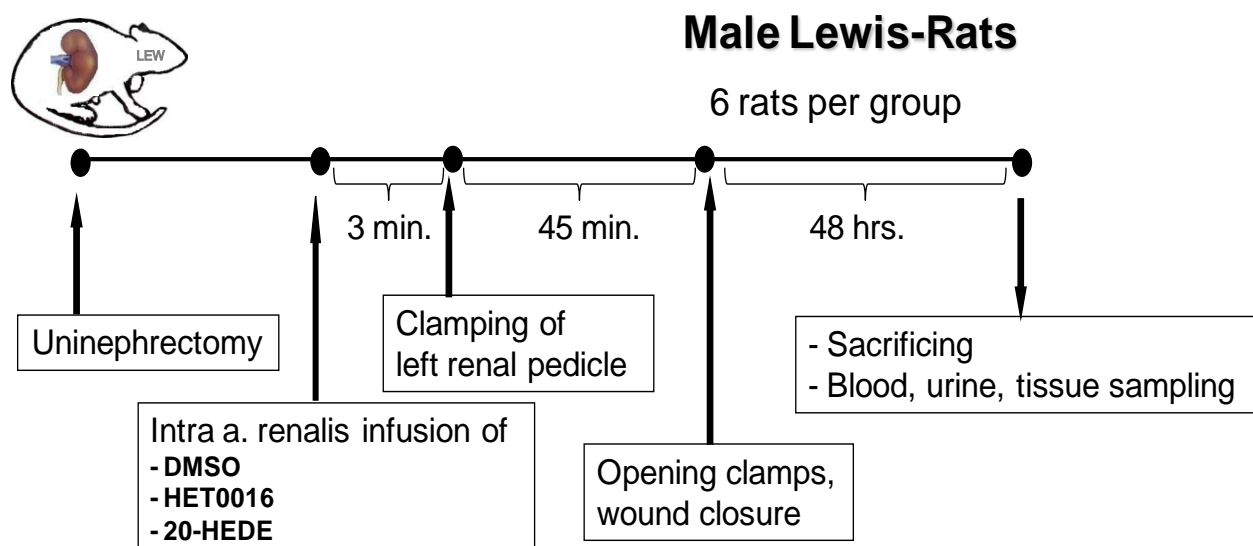 LEW
Male Lewis-Rats
6 rats per group
3 min.
45 min.
48 hrs.
Uninephrectomy
Intra a. renalis infusion of
- DMSO
- HET0016
- 20-HEDE
Clamping of
left renal pedicle
Opening clamps,
wound closure
- Sacrificing
- Blood, urine, tissue sampling